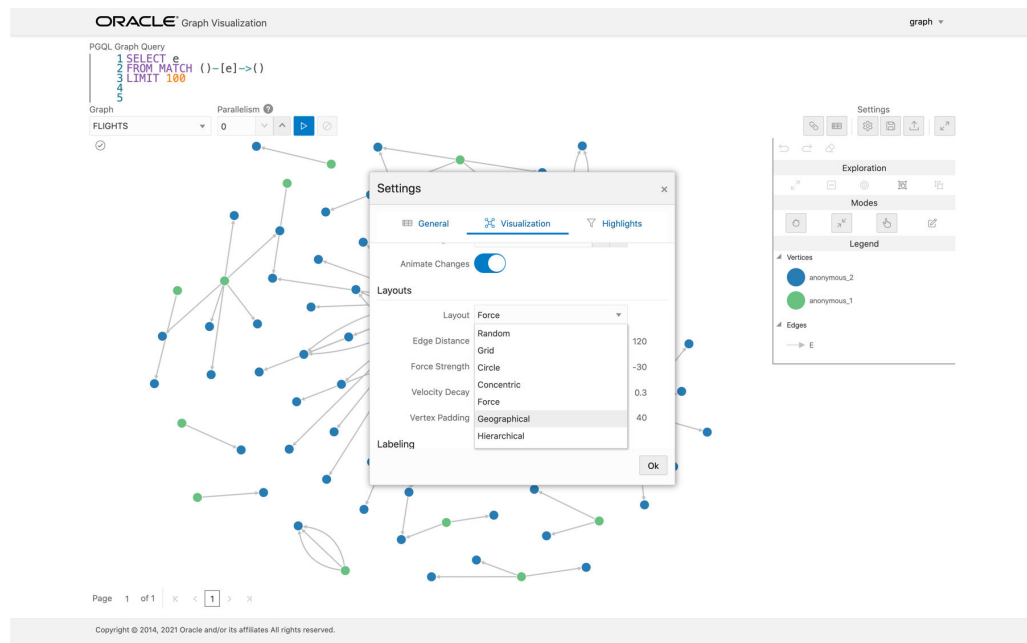 ORACLE® Graph Visualization
graph
PGQL Graph Query
1 SELECT e
2 FROM MATCH ()-[e]->()
3 LIMIT 100
4
5
Graph
Parallelism
Settings
FLIGHTS
0
Exploration
Modes
Legend
Vertices
anonymous_2
anonymous_1
Edges
E
Settings
General
Visualization
Highlights
Animate Changes
Layouts
Layout Force
Random
Grid
Circle
Concentric
Force
Geographical
Hierarchical
Edge Distance 120
Force Strength -30
Velocity Decay 0.3
Vertex Padding 40
Labeling
Ok
Page 1 of 1 K < 1 >
Copyright © 2014, 2021 Oracle and/or its affiliates All rights reserved.